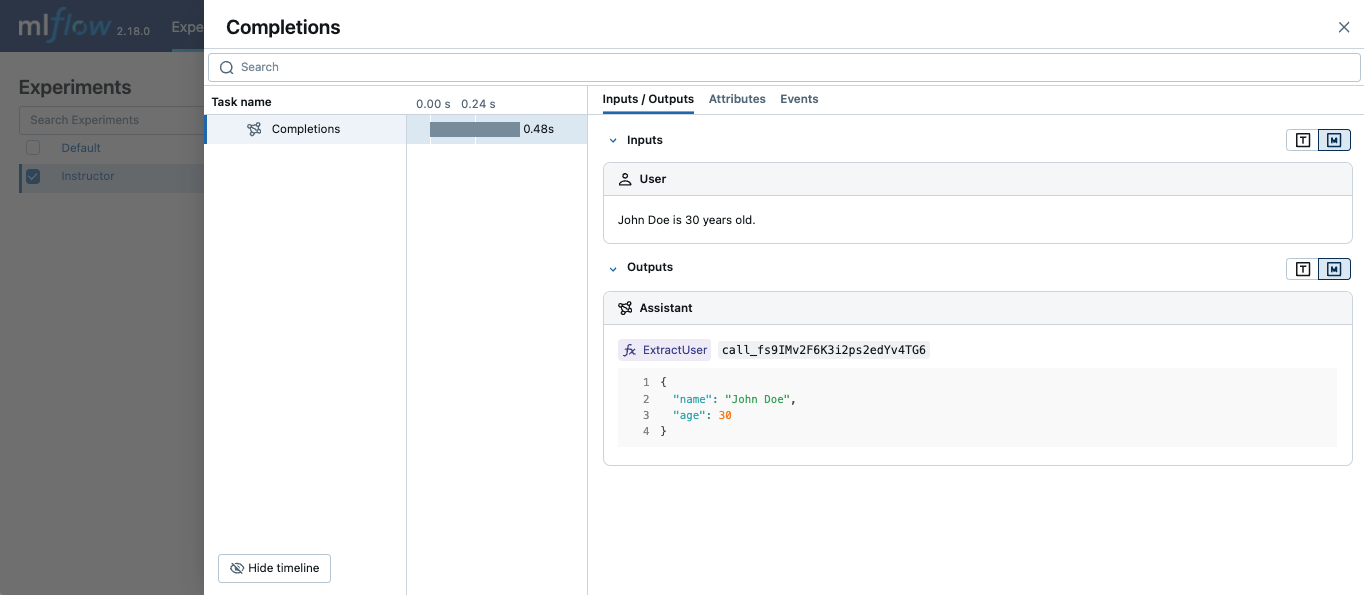 mlflow 2.18.0 Expe
Experiments
Search Experiments
Default
Instructor
Completions
Search
Task name
0.00 s 0.24 s
Completions
0.48s
Hide timeline
Inputs / Outputs Attributes Events
Inputs
User
John Doe is 30 years old.
Outputs
Assistant
fx ExtractUser call_fs9IMv2F6K3i2ps2edYv4TG6
1 {
2 "name": "John Doe",
3 "age": 30
4 }